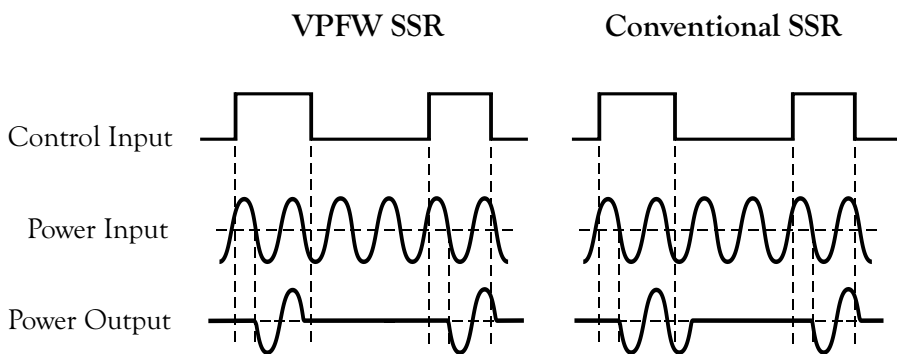 VPFW SSR
Conventional SSR
Control Input
Power Input
Power Output